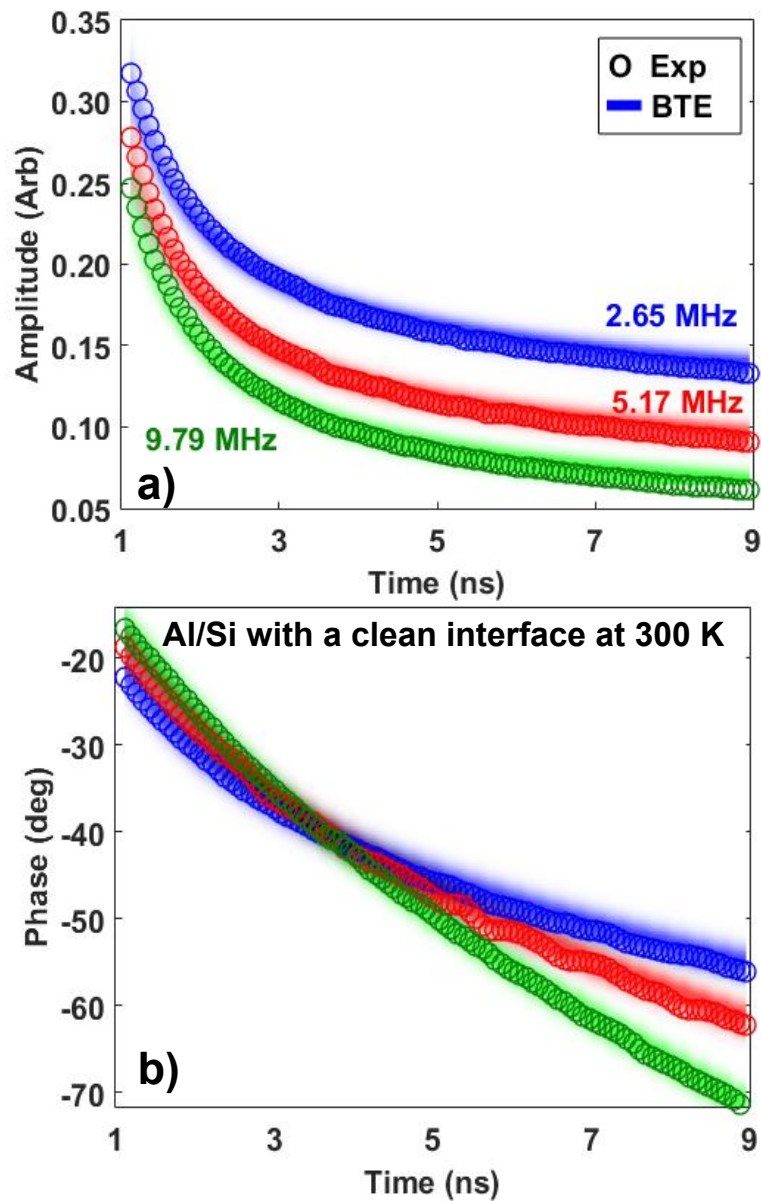 0.35
0.30
0.25
0.20
0.15
0.10
0.05
Amplitude (Arb)
O Exp
BTE
2.65 MHz
5.17 MHz
9.79 MHz
a)
1 3 5 7 9
Time (ns)
Al/Si with a clean interface at 300 K
-20
-30
-40
-50
-60
-70
Phase (deg)
b)
1 3 5 7 9
Time (ns)